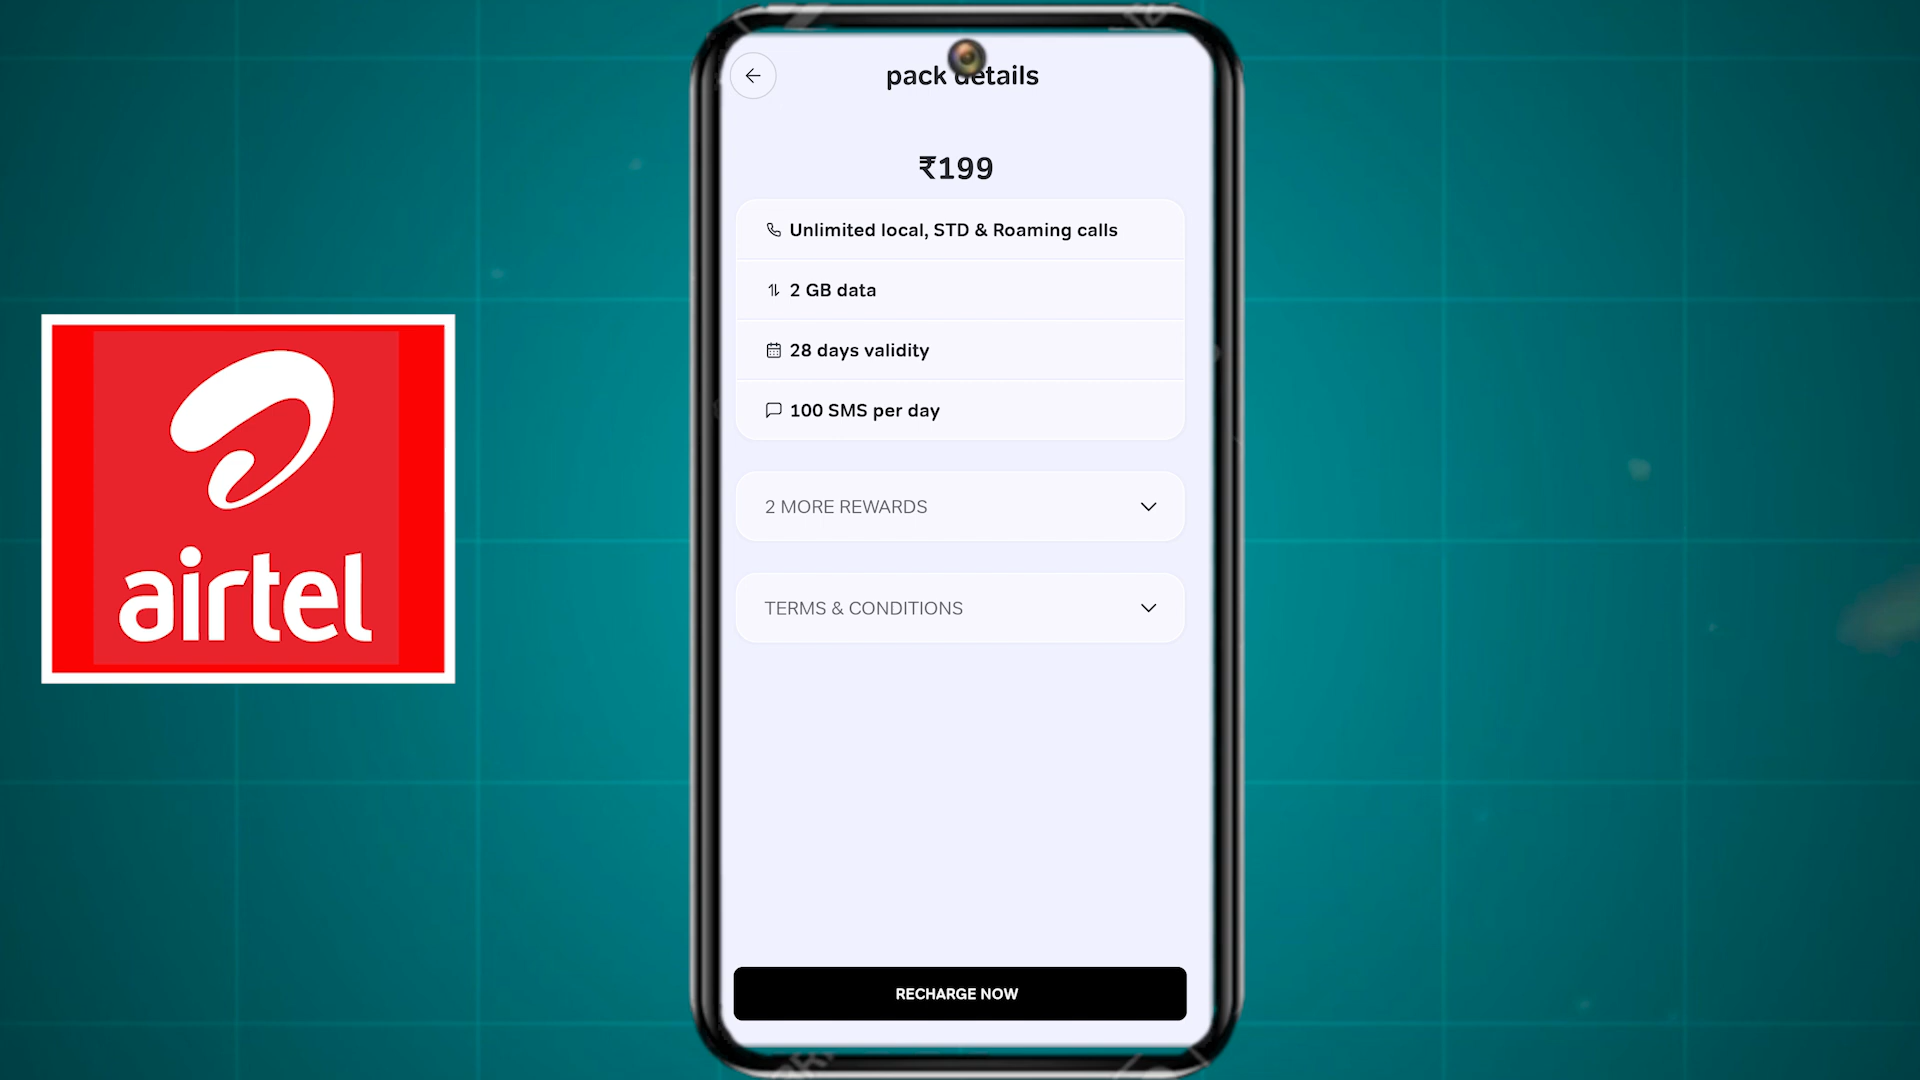 airtel
pack details
₹199
Unlimited local, STD & Roaming calls
2 GB data
28 days validity
100 SMS per day
2 MORE REWARDS
TERMS & CONDITIONS
RECHARGE NOW